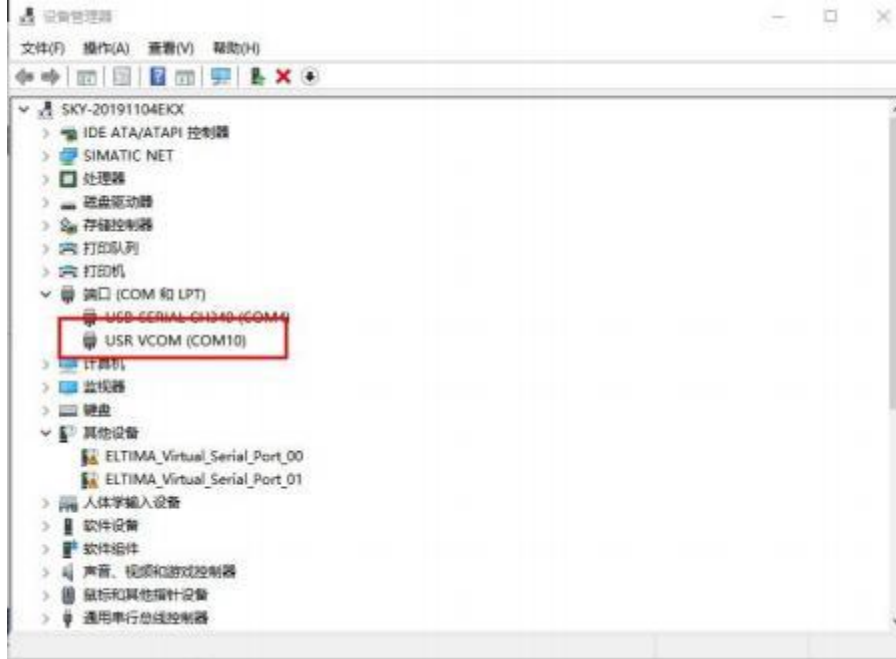 设备管理器
文件(F) 操作(A) 查看(V) 帮助(H)
SKY-20191104EKX
IDE ATA/ATAPI 控制器
SIMATIC NET
处理器
磁盘驱动器
存储控制器
打印队列
打印机
端口 (COM 和 LPT)
USB-SERIAL CH340 (COM4)
USR VCOM (COM10)
计算机
监视器
键盘
其他设备
ELTIMA_Virtual_Serial_Port_00
ELTIMA_Virtual_Serial_Port_01
人体学输入设备
软件设备
软件组件
声音、视频和游戏控制器
鼠标和其他指针设备
通用串行总线控制器